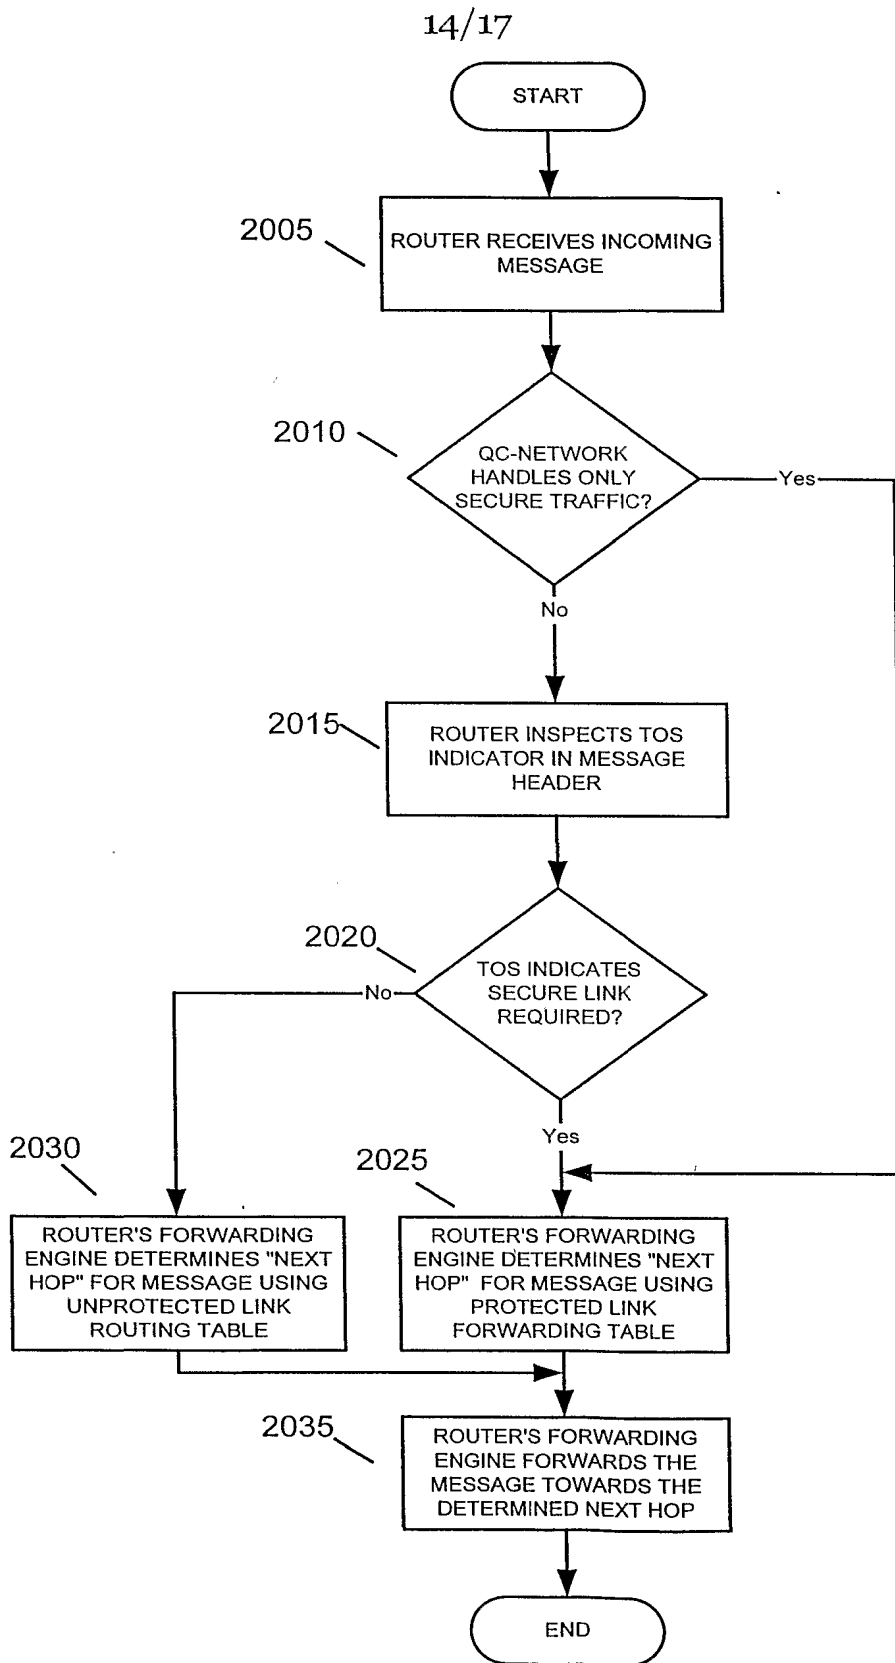 14/17
START
2005
ROUTER RECEIVES INCOMING
MESSAGE
2010
QC-NETWORK
HANDLES ONLY
SECURE TRAFFIC?
Yes
No
2015
ROUTER INSPECTS TOS
INDICATOR IN MESSAGE
HEADER
2020
TOS INDICATES
SECURE LINK
REQUIRED?
No
Yes
2030
ROUTER'S FORWARDING
ENGINE DETERMINES "NEXT
HOP" FOR MESSAGE USING
UNPROTECTED LINK
ROUTING TABLE
2025
ROUTER'S FORWARDING
ENGINE DETERMINES "NEXT
HOP" FOR MESSAGE USING
PROTECTED LINK
FORWARDING TABLE
2035
ROUTER'S FORWARDING
ENGINE FORWARDS THE
MESSAGE TOWARDS THE
DETERMINED NEXT HOP
END